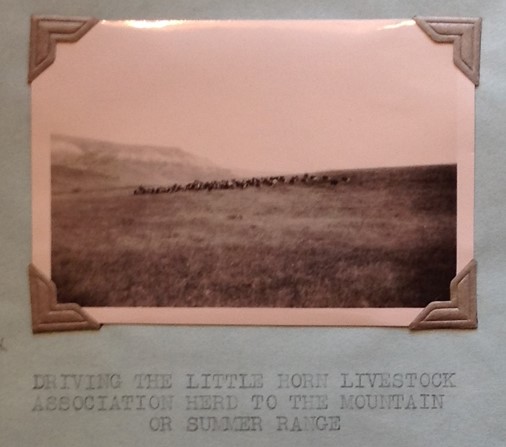 DRIVING THE LITTLE HORN LIVESTOCK
ASSOCIATION HERD TO THE MOUNTAIN
OR SUMMER RANGE